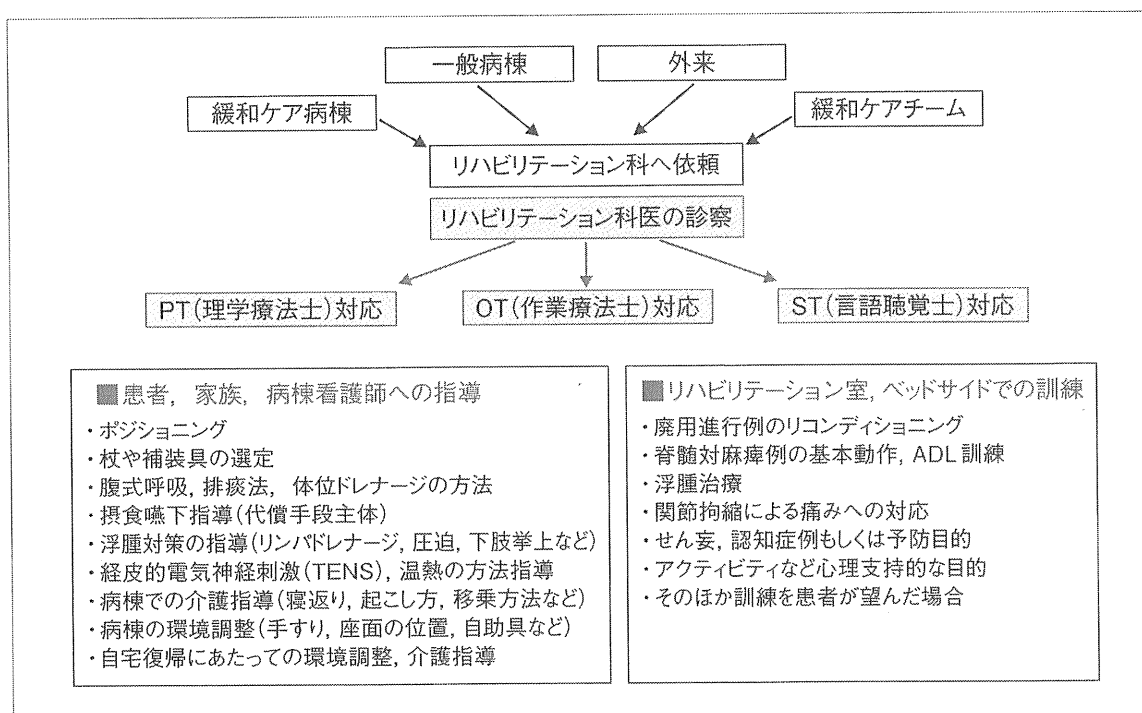 一般病棟
外来
緩和ケア病棟
緩和ケアチーム
リハビリテーション科へ依頼
リハビリテーション科医の診察
PT(理学療法士)対応
OT(作業療法士)対応
ST(言語聴覚士)対応
■患者，家族，病棟看護師への指導
・ポジショニング
・杖や補装具の選定
・腹式呼吸，排痰法，体位ドレナージの方法
・摂食嚥下指導(代償手段主体)
・浮腫対策の指導(リンパドレナージ，圧迫，下肢挙上など)
・経皮的電気神経刺激(TENS)，温熱の方法指導
・病棟での介護指導(寝返り，起こし方，移乗方法など)
・病棟の環境調整(手すり，座面の位置，自助具など)
・自宅復帰にあたっての環境調整，介護指導
■リハビリテーション室，ベッドサイドでの訓練
・廃用進行例のリコンディショニング
・脊髄対麻痺例の基本動作，ADL訓練
・浮腫治療
・関節拘縮による痛みへの対応
・せん妄，認知症例もしくは予防目的
・アクティビティなど心理支持的な目的
・そのほか訓練を患者が望んだ場合